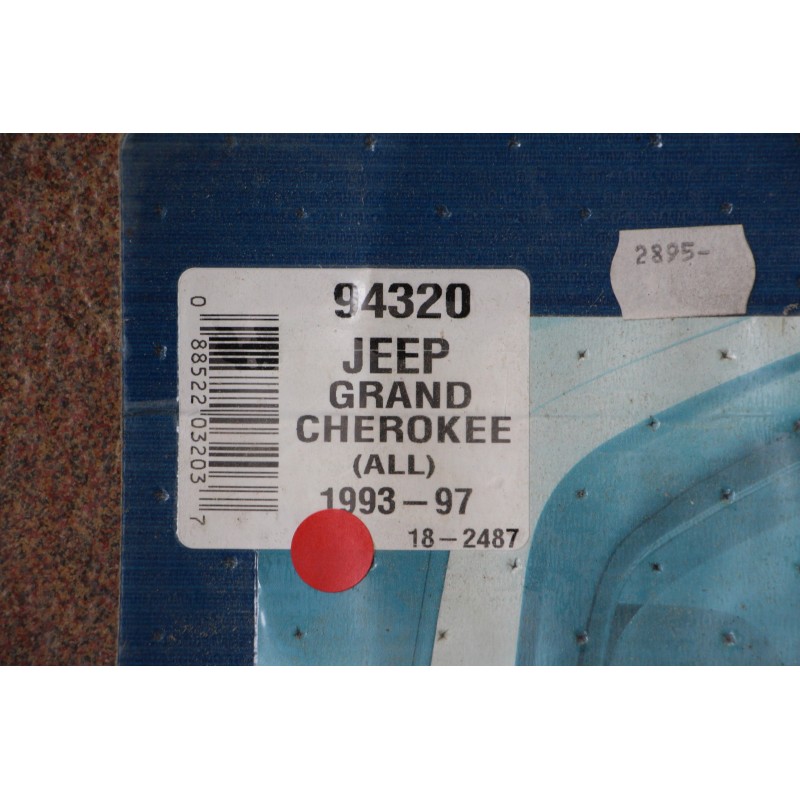 2895-
94320
JEEP
GRAND
CHEROKEE
(ALL)
1993-97
18-2487
0 88522 03203 7